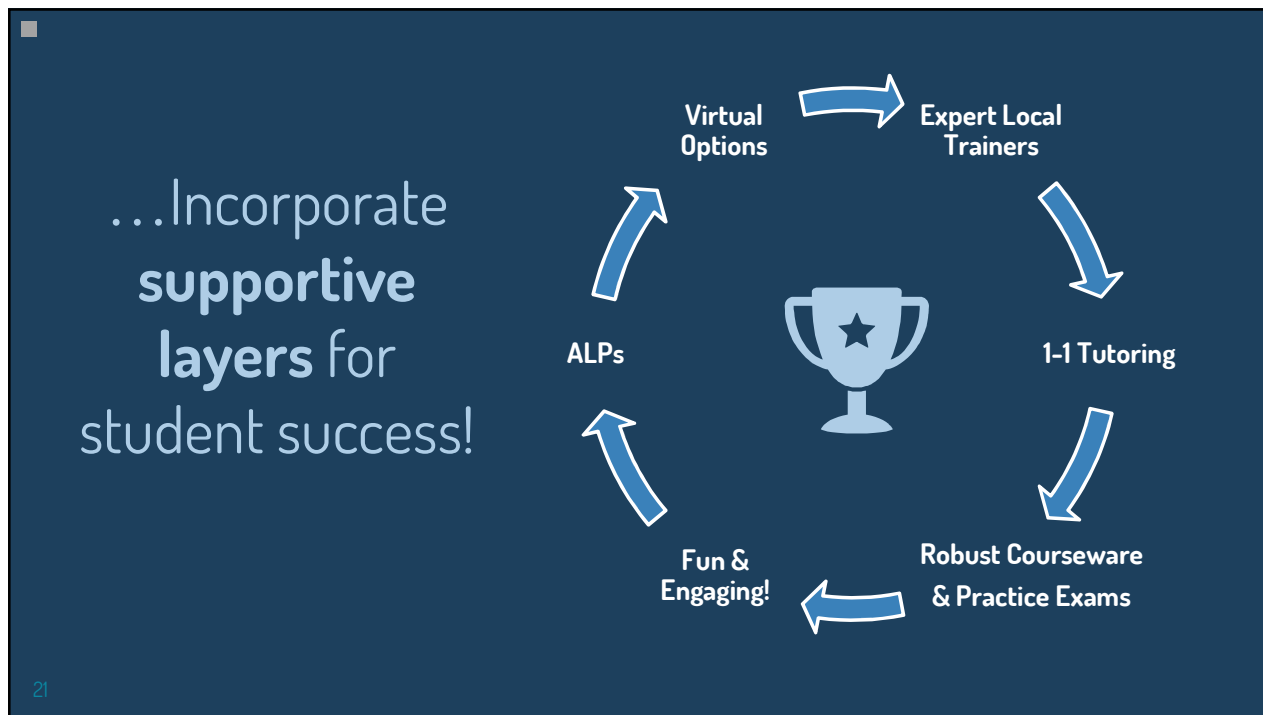 …Incorporate
supportive
layers for
student success!
Virtual
Options
Expert Local
Trainers
1-1 Tutoring
Robust Courseware
& Practice Exams
Fun &
Engaging!
ALPs
21